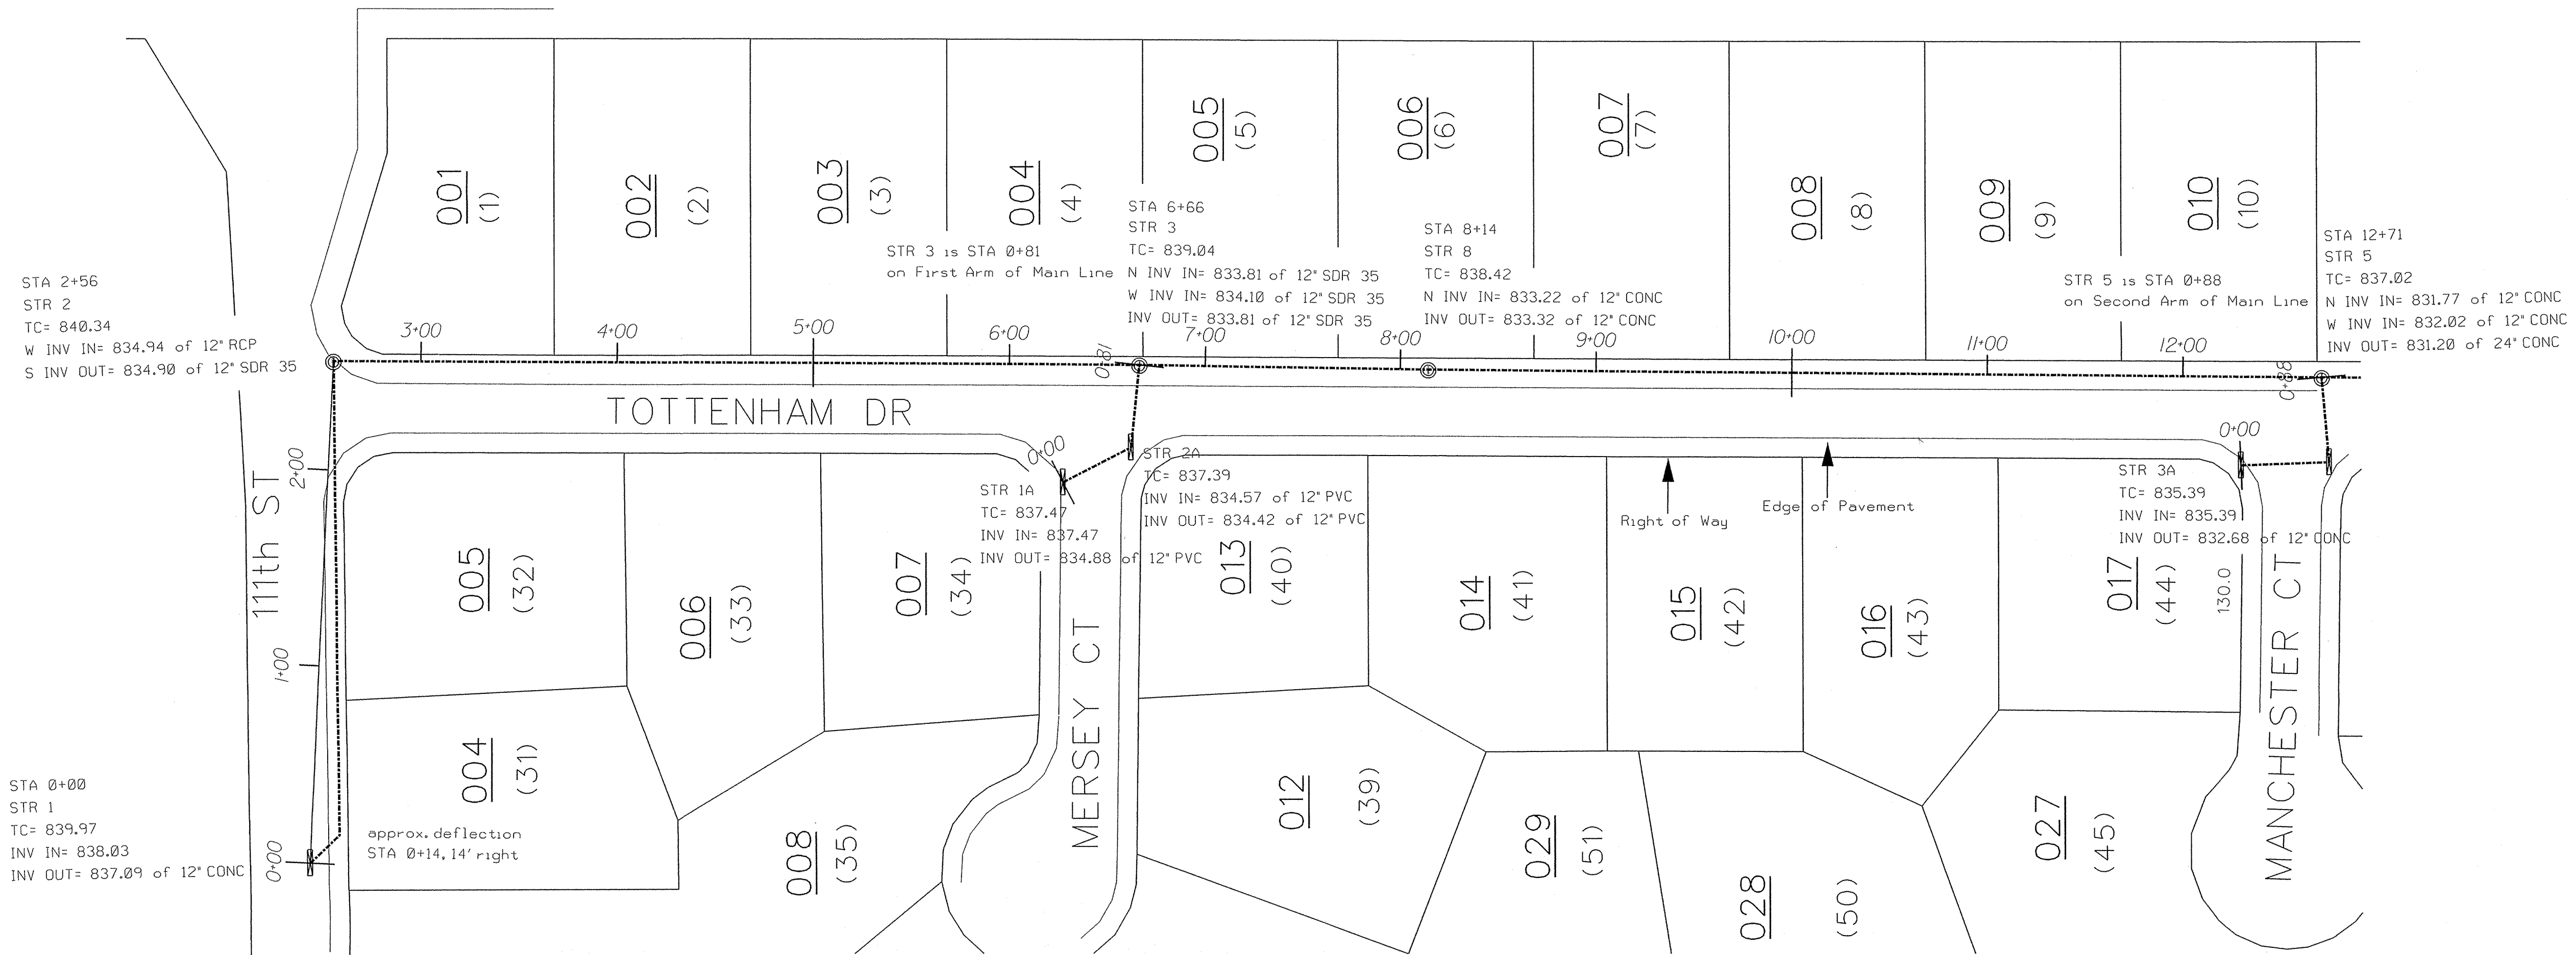 001
(1)
002
(2)
003
(3)
004
(4)
005
(5)
006
(6)
007
(7)
008
(8)
009
(9)
010
(10)
STA 2+56
STR 2
TC= 840.34
W INV IN= 834.94 of 12" RCP
S INV OUT= 834.90 of 12" SDR 35
STR 3 is STA 0+81
on First Arm of Main Line
STA 6+66
STR 3
TC= 839.04
N INV IN= 833.81 of 12" SDR 35
W INV IN= 834.10 of 12" SDR 35
INV OUT= 833.81 of 12" SDR 35
STA 8+14
STR 8
TC= 838.42
N INV IN= 833.22 of 12" CONC
INV OUT= 833.32 of 12" CONC
STR 5 is STA 0+88
on Second Arm of Main Line
STA 12+71
STR 5
TC= 837.02
N INV IN= 831.77 of 12" CONC
W INV IN= 832.02 of 12" CONC
INV OUT= 831.20 of 24" CONC
3+00
4+00
5+00
6+00
0+81
7+00
8+00
9+00
10+00
11+00
12+00
0+88
TOTTENHAM DR
111th ST
2+00
1+00
0+00
0+00
0+00
STR 1A
TC= 837.47
INV IN= 837.47
INV OUT= 834.88 of 12" PVC
STR 2A
TC= 837.39
INV IN= 834.57 of 12" PVC
INV OUT= 834.42 of 12" PVC
Right of Way
Edge of Pavement
STR 3A
TC= 835.39
INV IN= 835.39
INV OUT= 832.68 of 12" CONC
005
(32)
006
(33)
007
(34)
013
(40)
014
(41)
015
(42)
016
(43)
017
(44)
130.0
MERSEY CT
MANCHESTER CT
004
(31)
008
(35)
012
(39)
029
(51)
028
(50)
027
(45)
STA 0+00
STR 1
TC= 839.97
INV IN= 838.03
INV OUT= 837.09 of 12" CONC
approx. deflection
STA 0+14, 14' right